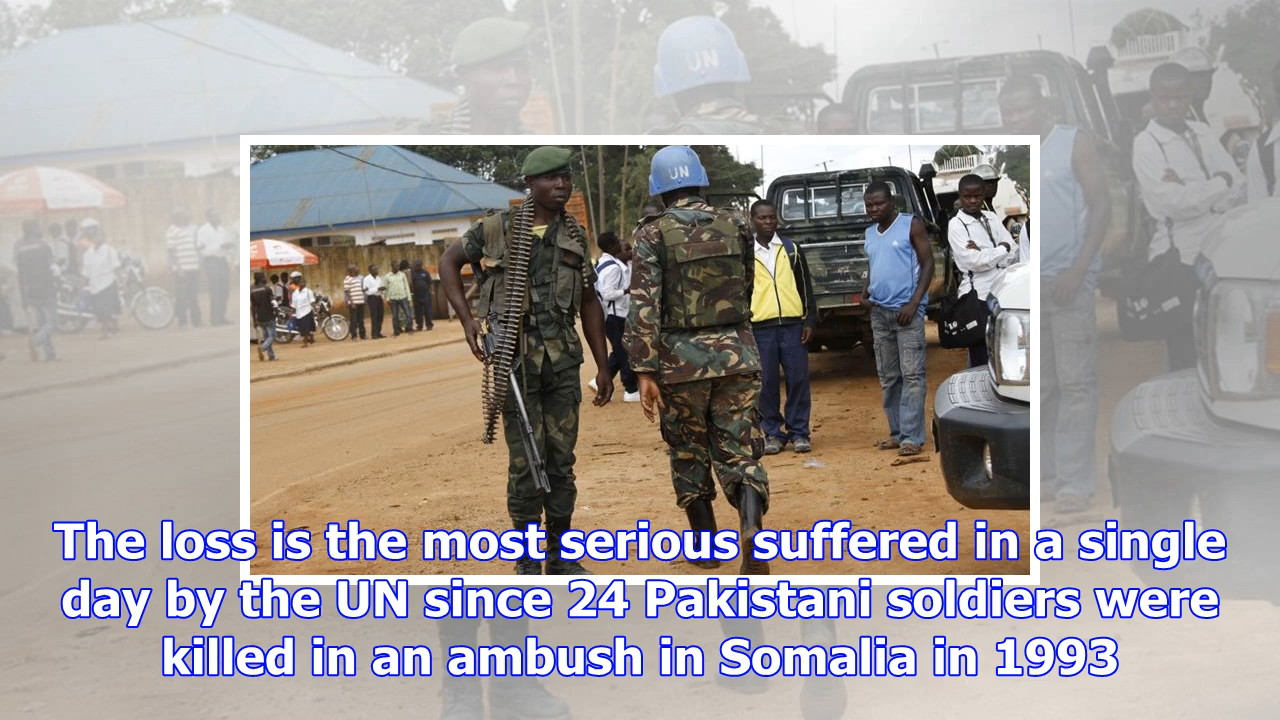 UN
The loss is the most serious suffered in a single
day by the UN since 24 Pakistani soldiers were
killed in an ambush in Somalia in 1993